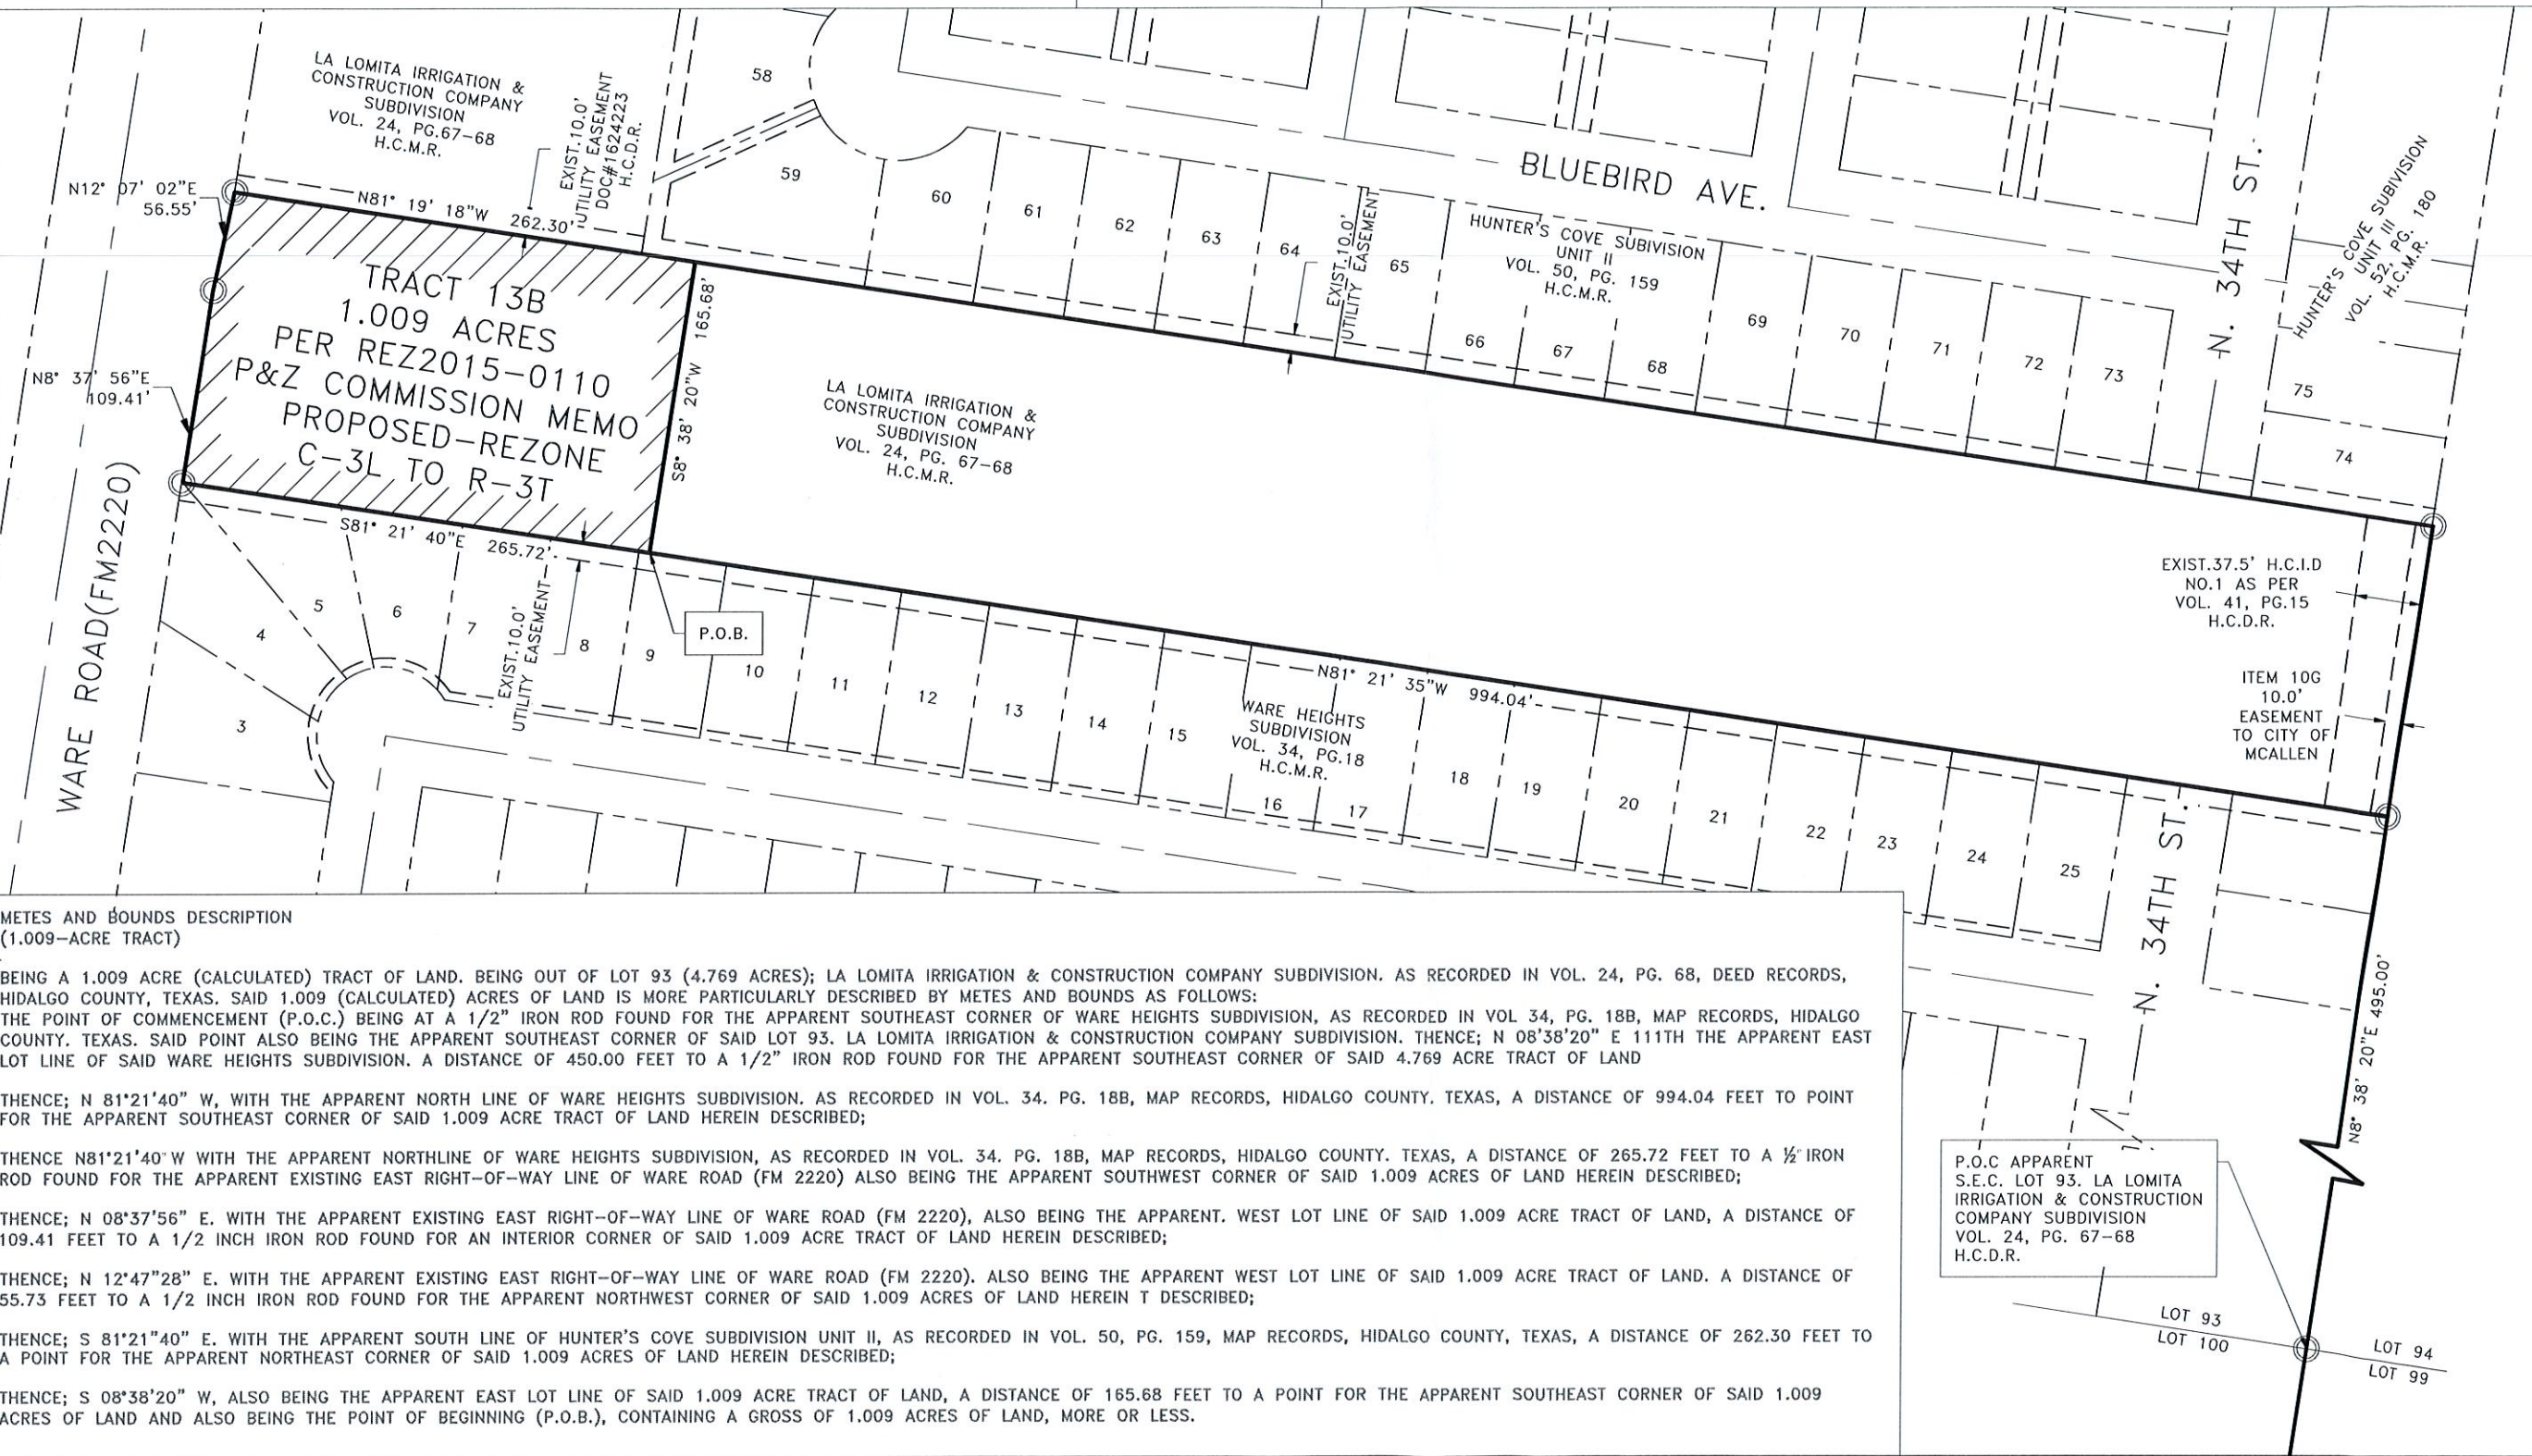 LA LOMITA IRRIGATION &
CONSTRUCTION COMPANY
SUBDIVISION
VOL. 24, PG.67-68
H.C.M.R.
EXIST.10.0'
UTILITY EASEMENT
DOC#1624223
H.C.D.R.
58
59
60
61
62
63
64
EXIST.10.0'
UTILITY EASEMENT
65
BLUEBIRD AVE.
HUNTER'S COVE SUBIVISION
UNIT II
VOL. 50, PG. 159
H.C.M.R.
66
67
68
69
70
71
72
73
N. 34TH ST.
HUNTER'S COVE SUBDIVISION
UNIT III
VOL. 52, PG. 180
H.C.M.R.
75
74
N12° 07' 02"E
56.55'
N81° 19' 18"W 262.30'
TRACT 13B
1.009 ACRES
PER REZ2015-0110
P&Z COMMISSION MEMO
PROPOSED-REZONE
C-3L TO R-3T
S8° 38' 20"W 165.68'
N8° 37' 56"E
109.41'
S81° 21' 40"E 265.72'
LA LOMITA IRRIGATION &
CONSTRUCTION COMPANY
SUBDIVISION
VOL. 24, PG. 67-68
H.C.M.R.
WARE ROAD(FM2220)
3
4
5
6
7
EXIST.10.0'
UTILITY EASEMENT
8
9
P.O.B.
10
11
12
13
14
15
N81° 21' 35"W 994.04'
WARE HEIGHTS
SUBDIVISION
VOL. 34, PG.18
H.C.M.R.
16
17
18
19
20
21
22
23
24
25
N. 34TH ST.
EXIST.37.5' H.C.I.D
NO.1 AS PER
VOL. 41, PG.15
H.C.D.R.
ITEM 10G
10.0'
EASEMENT
TO CITY OF
MCALLEN
N8° 38' 20"E 495.00'
P.O.C APPARENT
S.E.C. LOT 93. LA LOMITA
IRRIGATION & CONSTRUCTION
COMPANY SUBDIVISION
VOL. 24, PG. 67-68
H.C.D.R.
LOT 93
LOT 100
LOT 94
LOT 99
METES AND BOUNDS DESCRIPTION
(1.009-ACRE TRACT)
BEING A 1.009 ACRE (CALCULATED) TRACT OF LAND. BEING OUT OF LOT 93 (4.769 ACRES); LA LOMITA IRRIGATION & CONSTRUCTION COMPANY SUBDIVISION. AS RECORDED IN VOL. 24, PG. 68, DEED RECORDS,
HIDALGO COUNTY, TEXAS. SAID 1.009 (CALCULATED) ACRES OF LAND IS MORE PARTICULARLY DESCRIBED BY METES AND BOUNDS AS FOLLOWS:
THE POINT OF COMMENCEMENT (P.O.C.) BEING AT A 1/2" IRON ROD FOUND FOR THE APPARENT SOUTHEAST CORNER OF WARE HEIGHTS SUBDIVISION, AS RECORDED IN VOL 34, PG. 18B, MAP RECORDS, HIDALGO
COUNTY. TEXAS. SAID POINT ALSO BEING THE APPARENT SOUTHEAST CORNER OF SAID LOT 93. LA LOMITA IRRIGATION & CONSTRUCTION COMPANY SUBDIVISION. THENCE; N 08°38'20" E 111TH THE APPARENT EAST
LOT LINE OF SAID WARE HEIGHTS SUBDIVISION. A DISTANCE OF 450.00 FEET TO A 1/2" IRON ROD FOUND FOR THE APPARENT SOUTHEAST CORNER OF SAID 4.769 ACRE TRACT OF LAND
THENCE; N 81°21'40" W, WITH THE APPARENT NORTH LINE OF WARE HEIGHTS SUBDIVISION. AS RECORDED IN VOL. 34. PG. 18B, MAP RECORDS, HIDALGO COUNTY. TEXAS, A DISTANCE OF 994.04 FEET TO POINT
FOR THE APPARENT SOUTHEAST CORNER OF SAID 1.009 ACRE TRACT OF LAND HEREIN DESCRIBED;
THENCE N81°21'40" W WITH THE APPARENT NORTHLINE OF WARE HEIGHTS SUBDIVISION, AS RECORDED IN VOL. 34. PG. 18B, MAP RECORDS, HIDALGO COUNTY. TEXAS, A DISTANCE OF 265.72 FEET TO A ½" IRON
ROD FOUND FOR THE APPARENT EXISTING EAST RIGHT-OF-WAY LINE OF WARE ROAD (FM 2220) ALSO BEING THE APPARENT SOUTHWEST CORNER OF SAID 1.009 ACRES OF LAND HEREIN DESCRIBED;
THENCE; N 08°37'56" E. WITH THE APPARENT EXISTING EAST RIGHT-OF-WAY LINE OF WARE ROAD (FM 2220), ALSO BEING THE APPARENT. WEST LOT LINE OF SAID 1.009 ACRE TRACT OF LAND, A DISTANCE OF
109.41 FEET TO A 1/2 INCH IRON ROD FOUND FOR AN INTERIOR CORNER OF SAID 1.009 ACRE TRACT OF LAND HEREIN DESCRIBED;
THENCE; N 12°47"28" E. WITH THE APPARENT EXISTING EAST RIGHT-OF-WAY LINE OF WARE ROAD (FM 2220). ALSO BEING THE APPARENT WEST LOT LINE OF SAID 1.009 ACRE TRACT OF LAND. A DISTANCE OF
55.73 FEET TO A 1/2 INCH IRON ROD FOUND FOR THE APPARENT NORTHWEST CORNER OF SAID 1.009 ACRES OF LAND HEREIN T DESCRIBED;
THENCE; S 81°21"40" E. WITH THE APPARENT SOUTH LINE OF HUNTER'S COVE SUBDIVISION UNIT II, AS RECORDED IN VOL. 50, PG. 159, MAP RECORDS, HIDALGO COUNTY, TEXAS, A DISTANCE OF 262.30 FEET TO
A POINT FOR THE APPARENT NORTHEAST CORNER OF SAID 1.009 ACRES OF LAND HEREIN DESCRIBED;
THENCE; S 08°38'20" W, ALSO BEING THE APPARENT EAST LOT LINE OF SAID 1.009 ACRE TRACT OF LAND, A DISTANCE OF 165.68 FEET TO A POINT FOR THE APPARENT SOUTHEAST CORNER OF SAID 1.009
ACRES OF LAND AND ALSO BEING THE POINT OF BEGINNING (P.O.B.), CONTAINING A GROSS OF 1.009 ACRES OF LAND, MORE OR LESS.